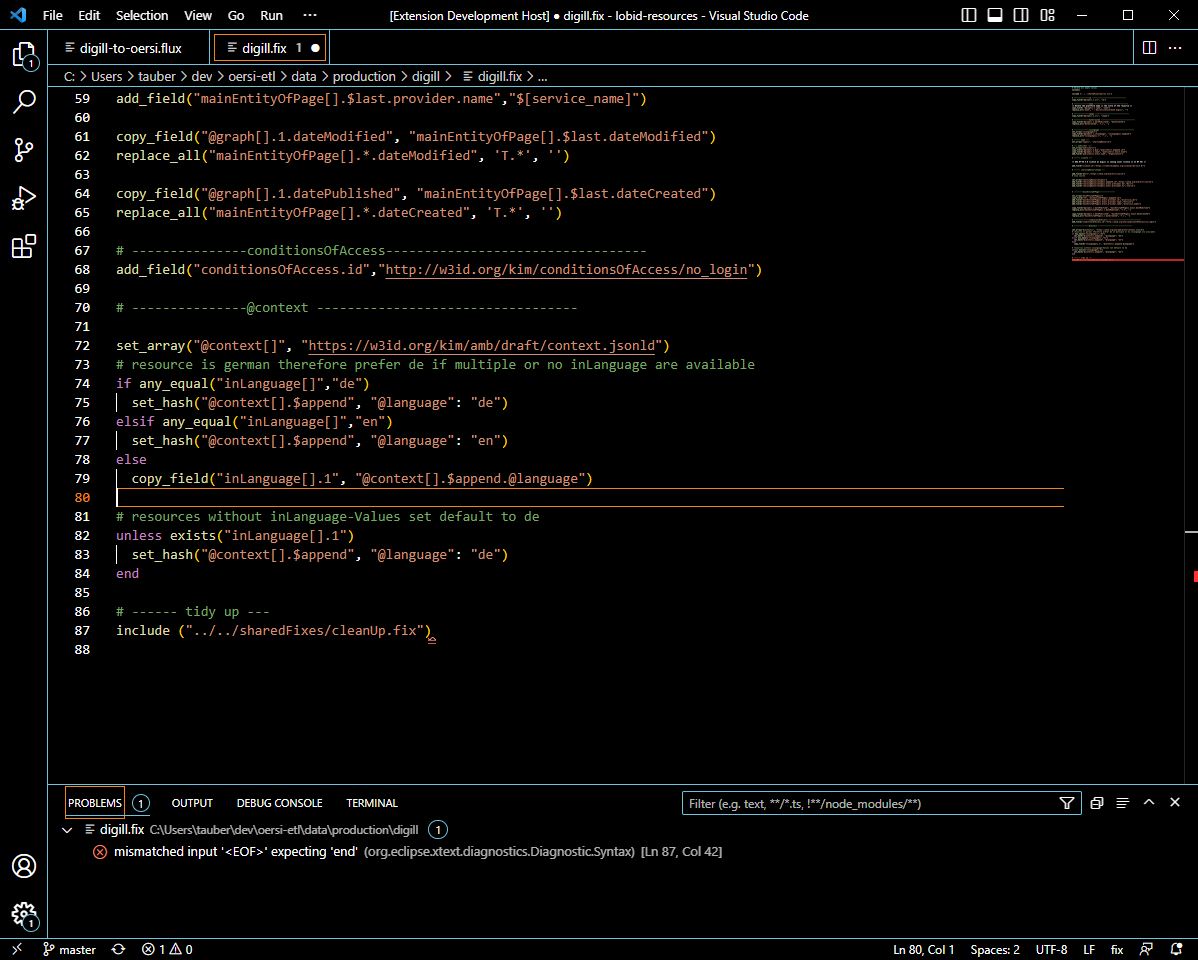 File Edit Selection View Go Run ··· [Extension Development Host] ● digill.fix - lobid-resources - Visual Studio Code
digill-to-oersi.flux digill.fix 1 ●
C: > Users > tauber > dev > oersi-etl > data > production > digill > digill.fix > ...
59 add_field("mainEntityOfPage[].$last.provider.name","$[service_name]")
60
61 copy_field("@graph[].1.dateModified", "mainEntityOfPage[].$last.dateModified")
62 replace_all("mainEntityOfPage[].*.dateModified", 'T.*', '')
63
64 copy_field("@graph[].1.datePublished", "mainEntityOfPage[].$last.dateCreated")
65 replace_all("mainEntityOfPage[].*.dateCreated", 'T.*', '')
66
67 # ---------------conditionsOfAccess----------------------------------
68 add_field("conditionsOfAccess.id","http://w3id.org/kim/conditionsOfAccess/no_login")
69
70 # ---------------@context ----------------------------------
71
72 set_array("@context[]", "https://w3id.org/kim/amb/draft/context.jsonld")
73 # resource is german therefore prefer de if multiple or no inLanguage are available
74 if any_equal("inLanguage[]","de")
75 set_hash("@context[].$append", "@language": "de")
76 elsif any_equal("inLanguage[]","en")
77 set_hash("@context[].$append", "@language": "en")
78 else
79 copy_field("inLanguage[].1", "@context[].$append.@language")
80
81 # resources without inLanguage-Values set default to de
82 unless exists("inLanguage[].1")
83 set_hash("@context[].$append", "@language": "de")
84 end
85
86 # ------ tidy up ---
87 include ("../../sharedFixes/cleanUp.fix")
88
PROBLEMS 1 OUTPUT DEBUG CONSOLE TERMINAL Filter (e.g. text, **/*.ts, !**/node_modules/**)
digill.fix C:\Users\tauber\dev\oersi-etl\data\production\digill 1
mismatched input '<EOF>' expecting 'end' (org.eclipse.xtext.diagnostics.Diagnostic.Syntax) [Ln 87, Col 42]
1
1
master 1 0 Ln 80, Col 1 Spaces: 2 UTF-8 LF fix